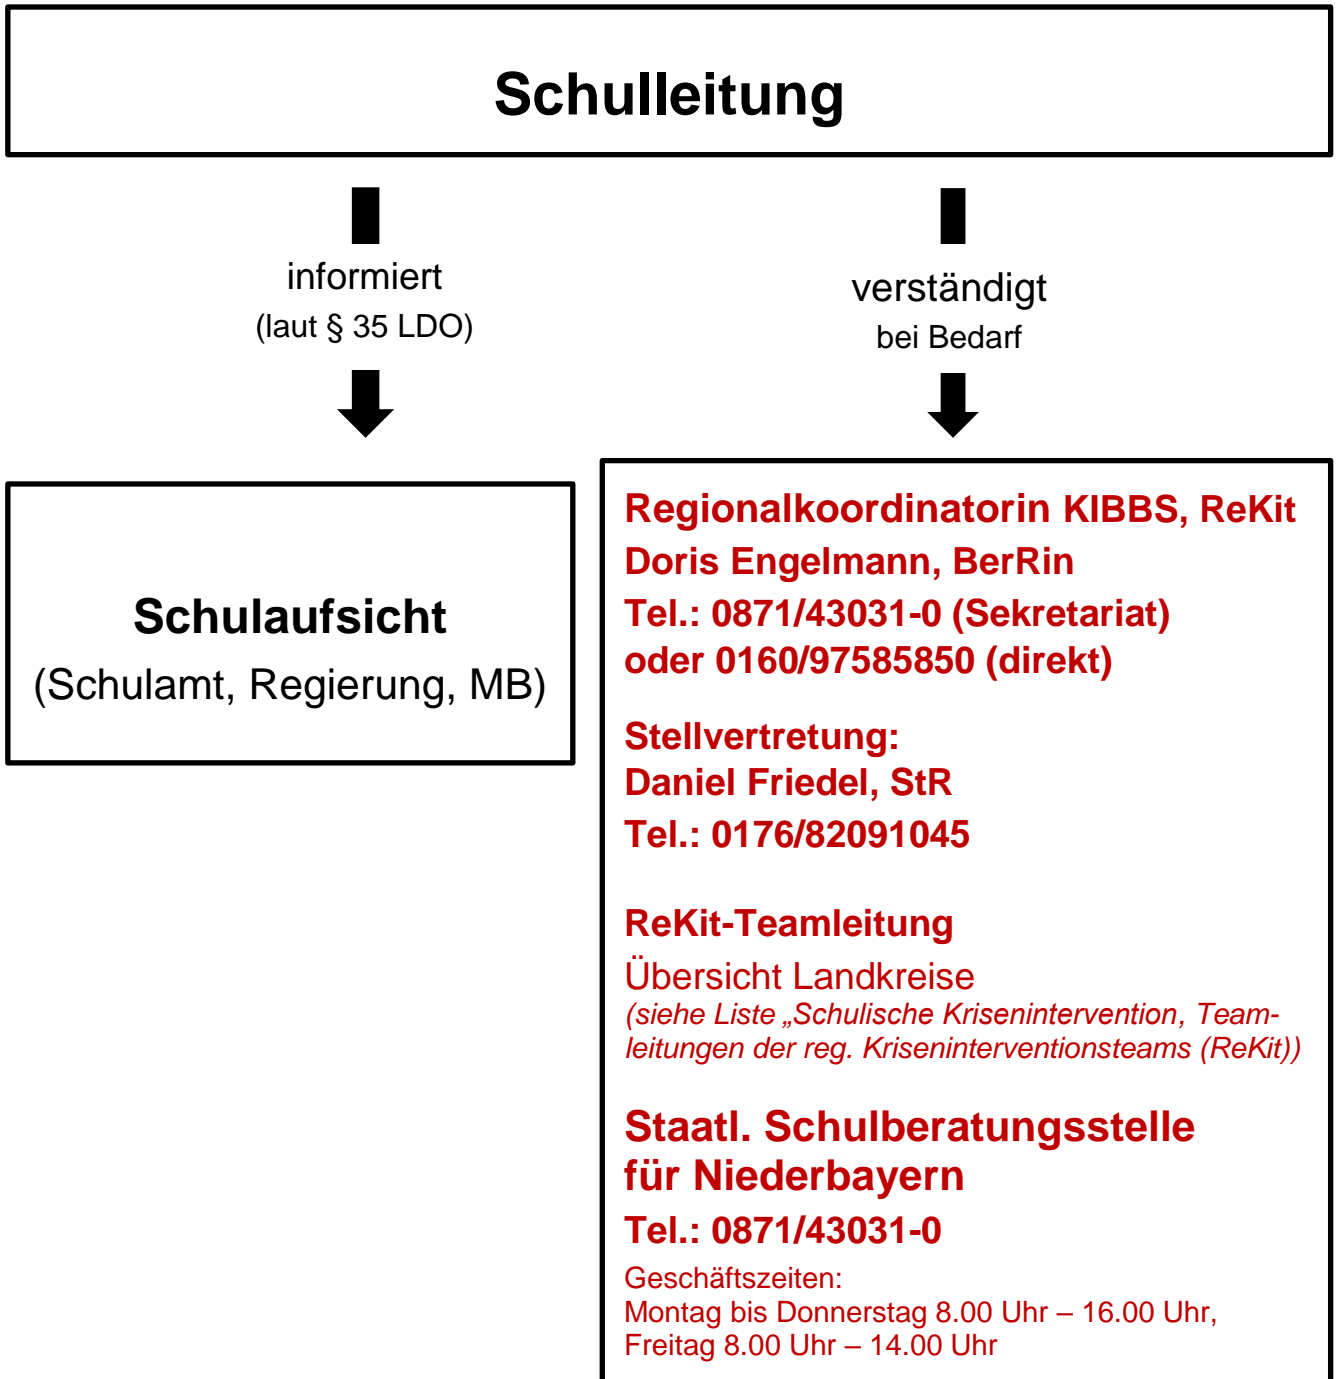 Schulleitung
informiert
(laut § 35 LDO)
verständigt
bei Bedarf
Schulaufsicht
(Schulamt, Regierung, MB)
Regionalkoordinatorin KIBBS, ReKit
Doris Engelmann, BerRin
Tel.: 0871/43031-0 (Sekretariat)
oder 0160/97585850 (direkt)
Stellvertretung:
Daniel Friedel, StR
Tel.: 0176/82091045
ReKit-Teamleitung
Übersicht Landkreise
(siehe Liste „Schulische Krisenintervention, Team-
leitungen der reg. Kriseninterventionsteams (ReKit))
Staatl. Schulberatungsstelle
für Niederbayern
Tel.: 0871/43031-0
Geschäftszeiten:
Montag bis Donnerstag 8.00 Uhr – 16.00 Uhr,
Freitag 8.00 Uhr – 14.00 Uhr